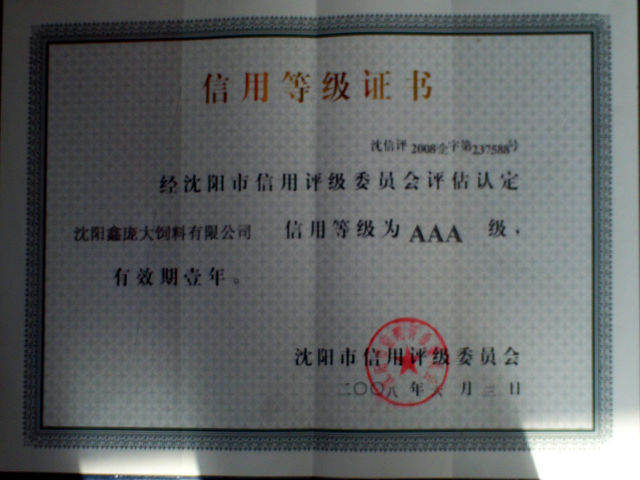 信用等级证书
沈信评 2008企字第237588号
经沈阳市信用评级委员会评估认定
沈阳鑫庞大饲料有限公司 信用等级为 AAA 级，
有效期壹年。
沈阳市信用评级委员会
二〇〇八 年 六 月 三 日